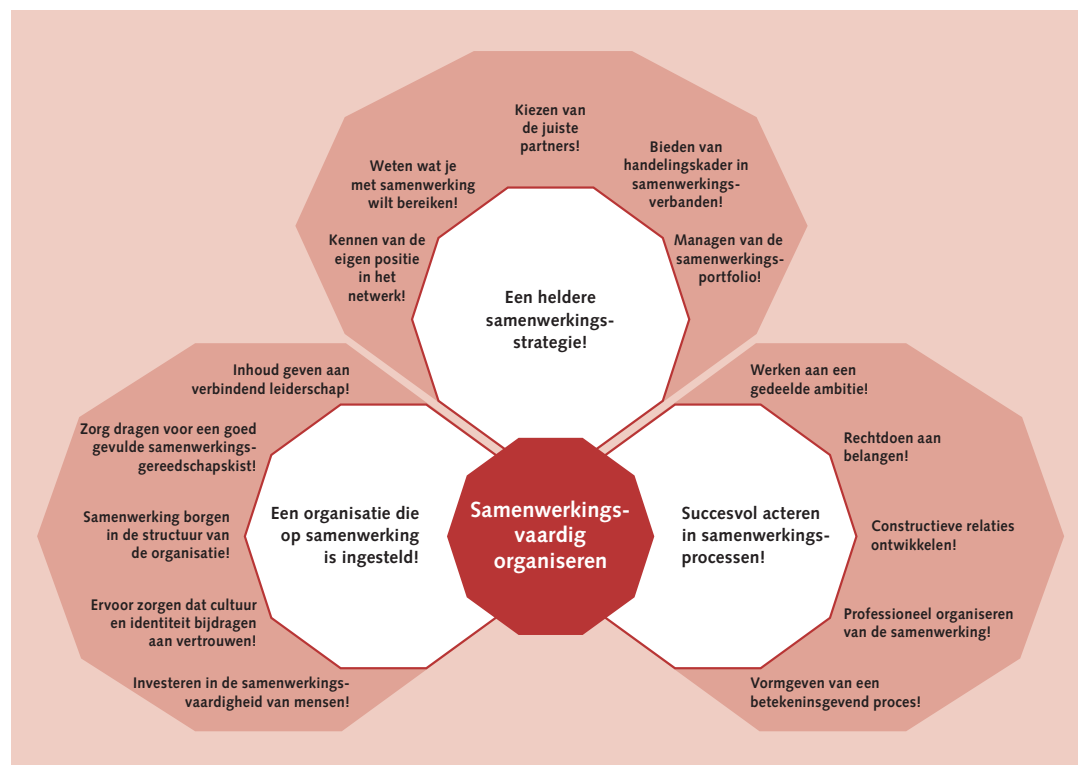 Kiezen van
de juiste
partners!
Weten wat je
met samenwerking
wilt bereiken!
Bieden van
handelingskader in
samenwerkings-
verbanden!
Kennen van de
eigen positie
in het
netwerk!
Managen van de
samenwerkings-
portfolio!
Een heldere
samenwerkings-
strategie!
Inhoud geven aan
verbindend leiderschap!
Zorg dragen voor een goed
gevulde samenwerkings-
gereedschapskist!
Samenwerking borgen
in de structuur van
de organisatie!
Ervoor zorgen dat cultuur
en identiteit bijdragen
aan vertrouwen!
Investeren in de samenwerkings-
vaardigheid van mensen!
Een organisatie die
op samenwerking
is ingesteld!
Samenwerkings-
vaardig
organiseren
Succesvol acteren
in samenwerkings-
processen!
Werken aan een
gedeelde ambitie!
Rechtdoen aan
belangen!
Constructieve relaties
ontwikkelen!
Professioneel organiseren
van de samenwerking!
Vormgeven van een
betekeninsgevend proces!